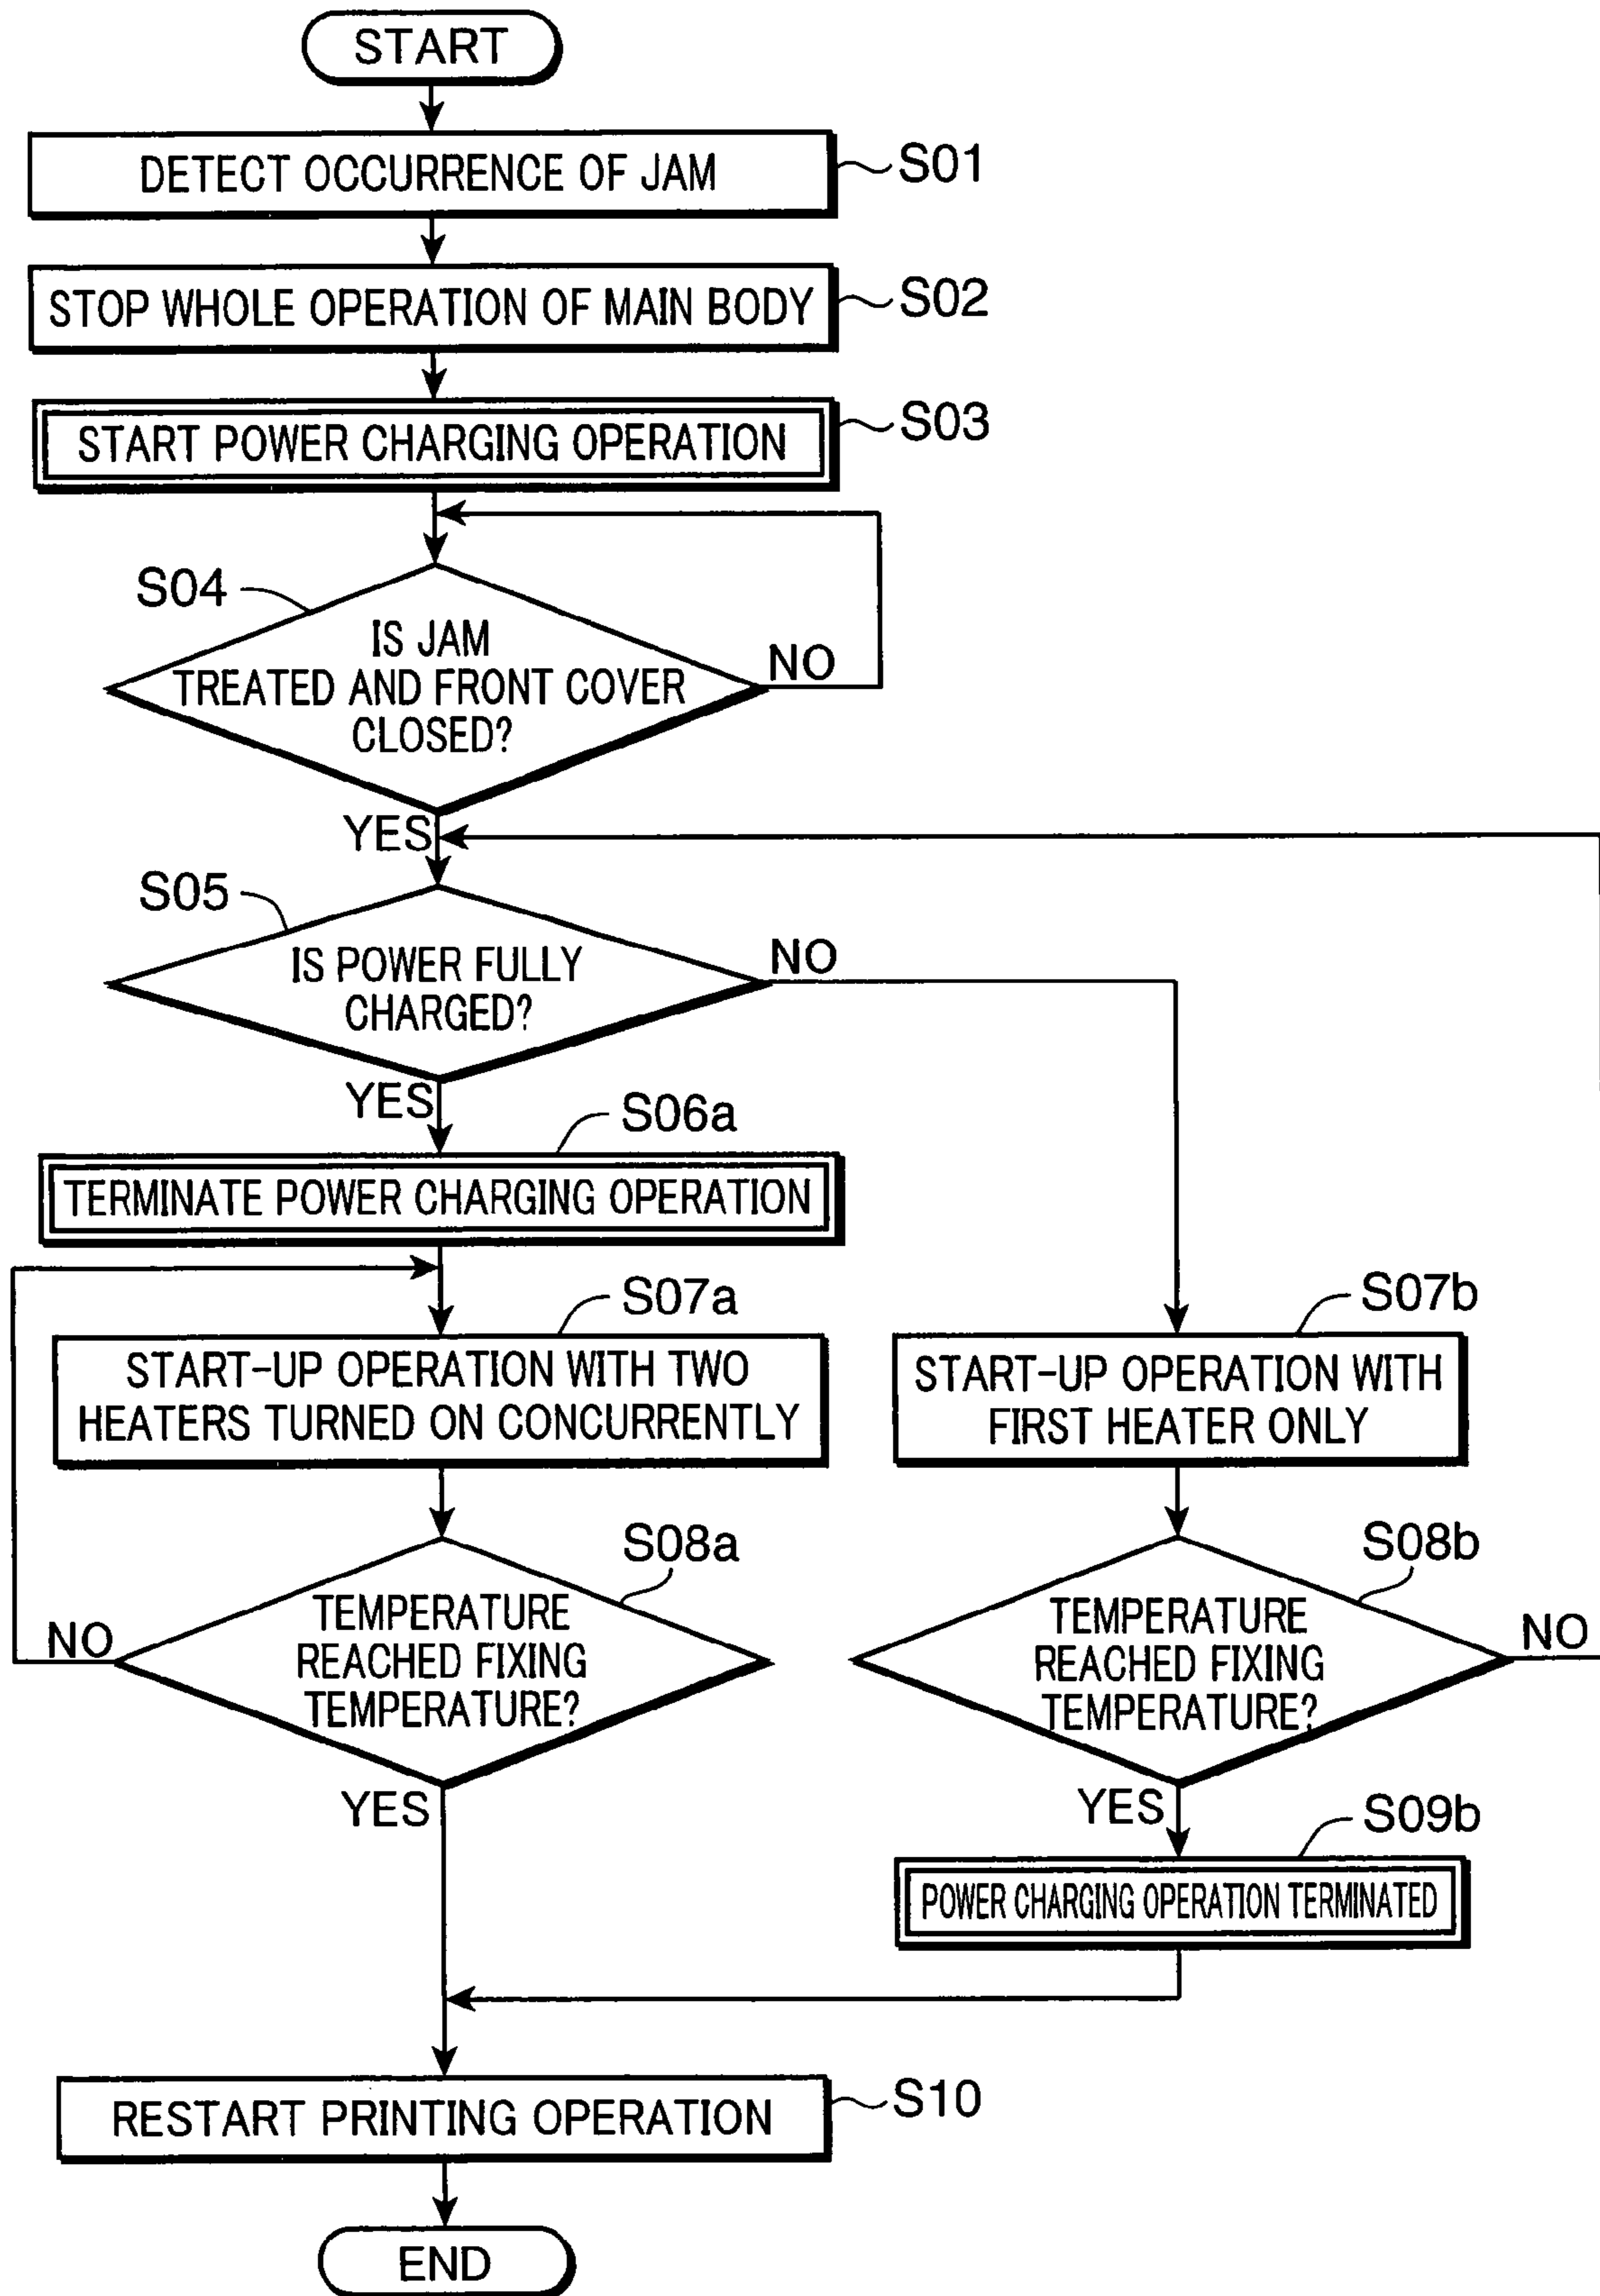 START
DETECT OCCURRENCE OF JAM
S01
STOP WHOLE OPERATION OF MAIN BODY
S02
START POWER CHARGING OPERATION
S03
S04
IS JAM
TREATED AND FRONT COVER
CLOSED?
NO
YES
S05
IS POWER FULLY
CHARGED?
NO
YES
S06a
TERMINATE POWER CHARGING OPERATION
S07a
START-UP OPERATION WITH TWO
HEATERS TURNED ON CONCURRENTLY
S07b
START-UP OPERATION WITH
FIRST HEATER ONLY
S08a
TEMPERATURE
REACHED FIXING
TEMPERATURE?
NO
YES
S08b
TEMPERATURE
REACHED FIXING
TEMPERATURE?
NO
YES
S09b
POWER CHARGING OPERATION TERMINATED
RESTART PRINTING OPERATION
S10
END